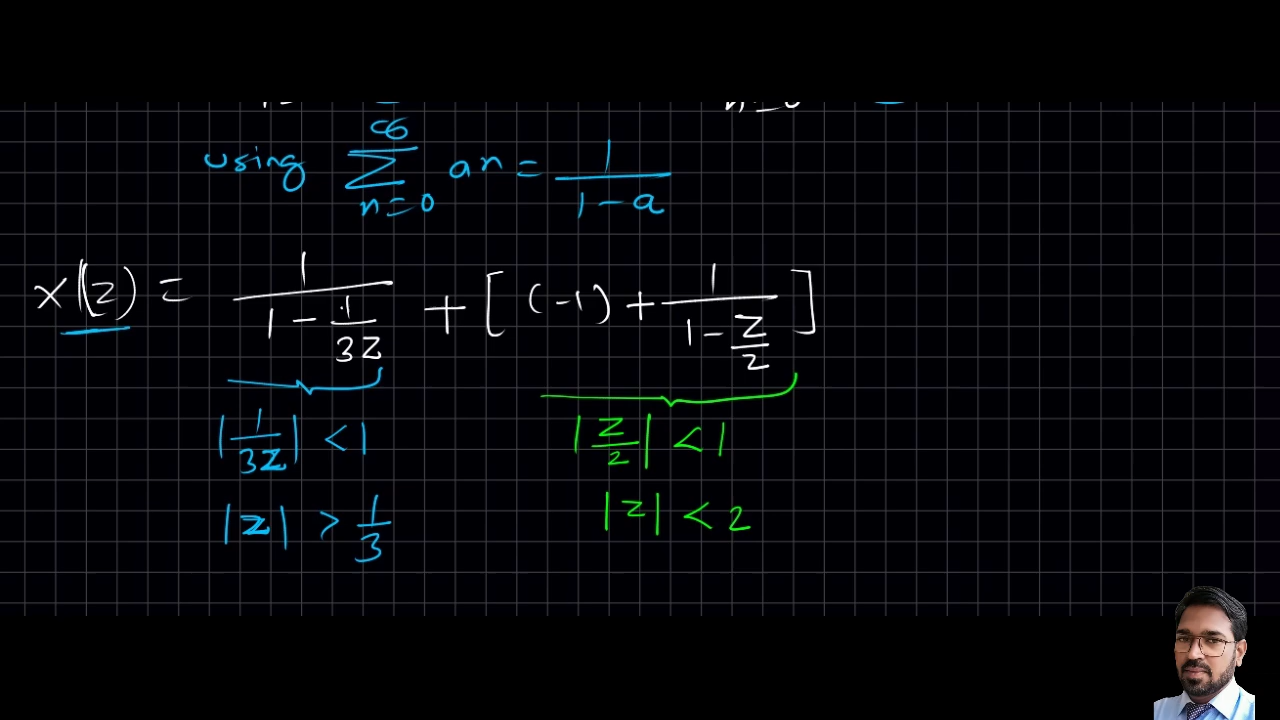 using ∞ Σ n=0 an = 1/(1-a)
x(z) = 1/(1 - 1/3z) + [ (-1) + 1/(1 - z/2) ]
|1/3z| < 1 |z/2| < 1
|z| > 1/3 |z| < 2